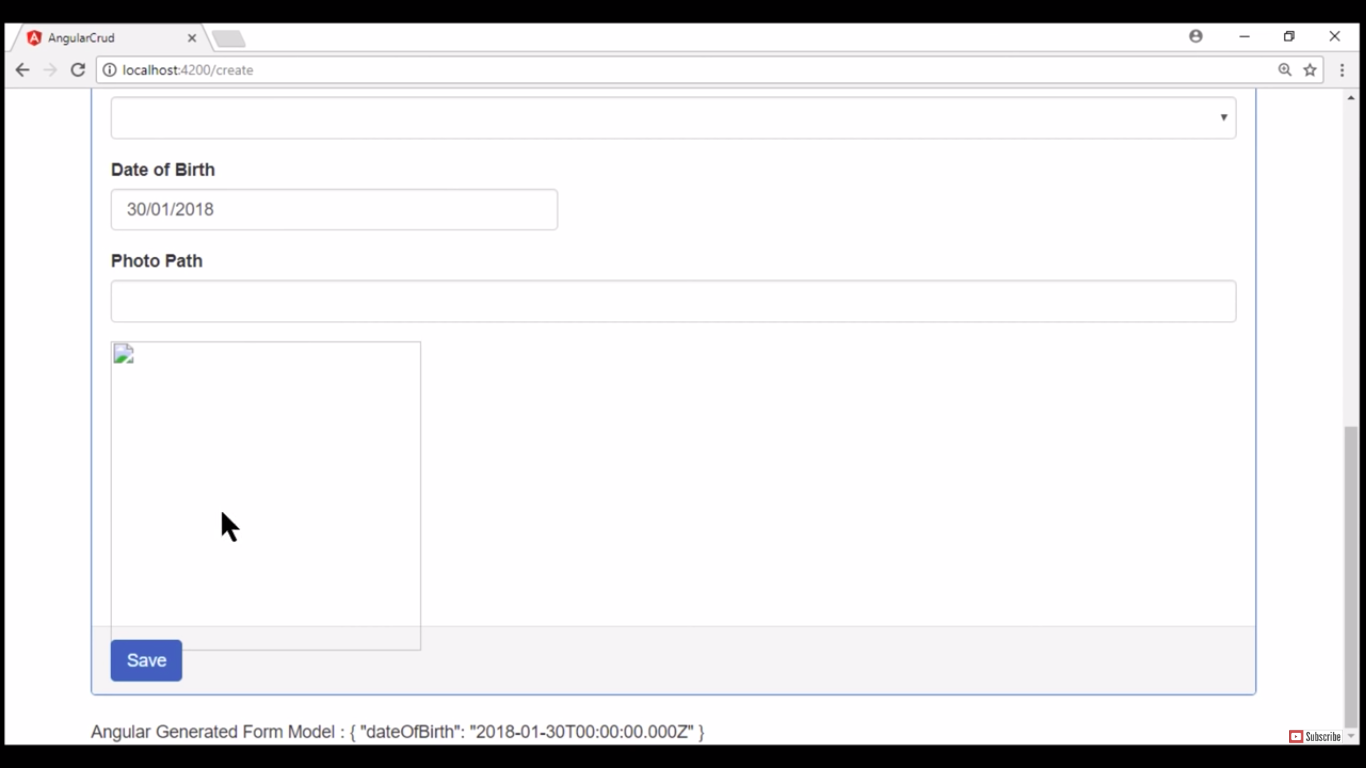 AngularCrud
localhost:4200/create
Date of Birth
30/01/2018
Photo Path
Save
Angular Generated Form Model : { "dateOfBirth": "2018-01-30T00:00:00.000Z" }
Subscribe